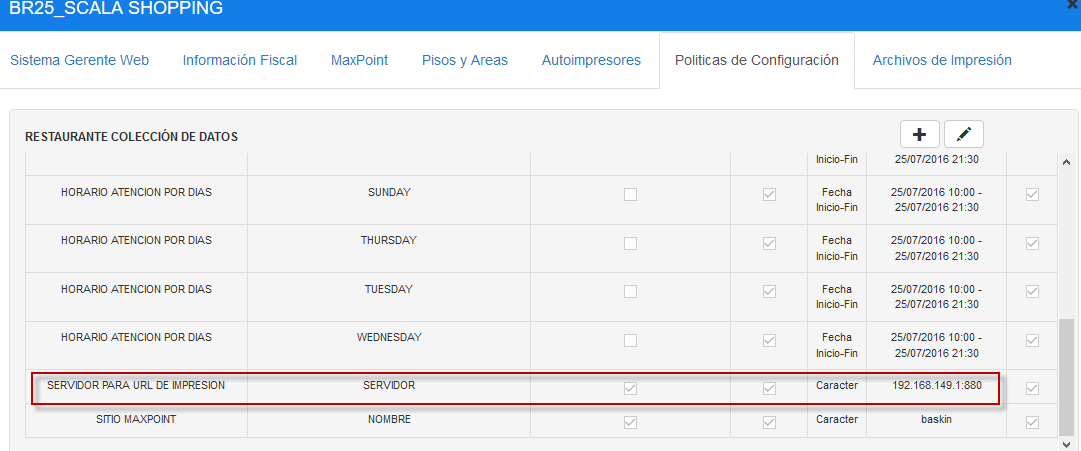 BR25_SCALA SHOPPING
Sistema Gerente Web Información Fiscal MaxPoint Pisos y Areas Autoimpresores Politicas de Configuración Archivos de Impresión
RESTAURANTE COLECCIÓN DE DATOS
Inicio-Fin 25/07/2016 21:30
HORARIO ATENCION POR DIAS SUNDAY Fecha 25/07/2016 10:00 -
Inicio-Fin 25/07/2016 21:30
HORARIO ATENCION POR DIAS THURSDAY Fecha 25/07/2016 10:00 -
Inicio-Fin 25/07/2016 21:30
HORARIO ATENCION POR DIAS TUESDAY Fecha 25/07/2016 10:00 -
Inicio-Fin 25/07/2016 21:30
HORARIO ATENCION POR DIAS WEDNESDAY Fecha 25/07/2016 10:00 -
Inicio-Fin 25/07/2016 21:30
SERVIDOR PARA URL DE IMPRESION SERVIDOR Caracter 192.168.149.1:880
SITIO MAXPOINT NOMBRE Caracter baskin